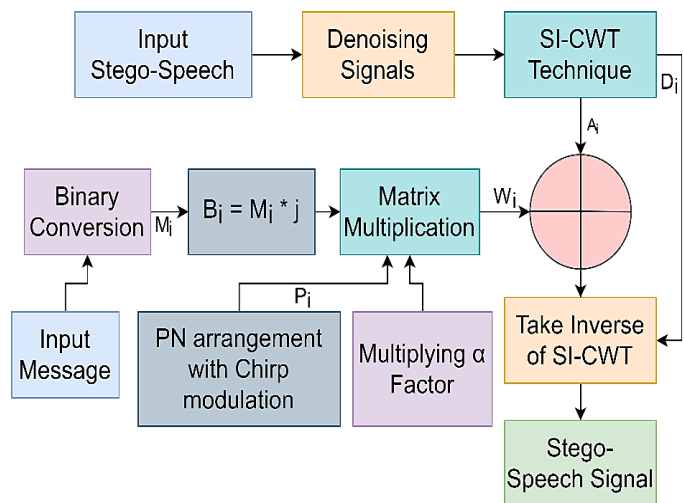 Input
Stego-Speech
Denoising
Signals
SI-CWT
Technique
Di
Ai
Binary
Conversion
Mi
Bi = Mi * j
Matrix
Multiplication
Wi
Pi
Input
Message
PN arrangement
with Chirp
modulation
Multiplying α
Factor
Take Inverse
of SI-CWT
Stego-
Speech Signal